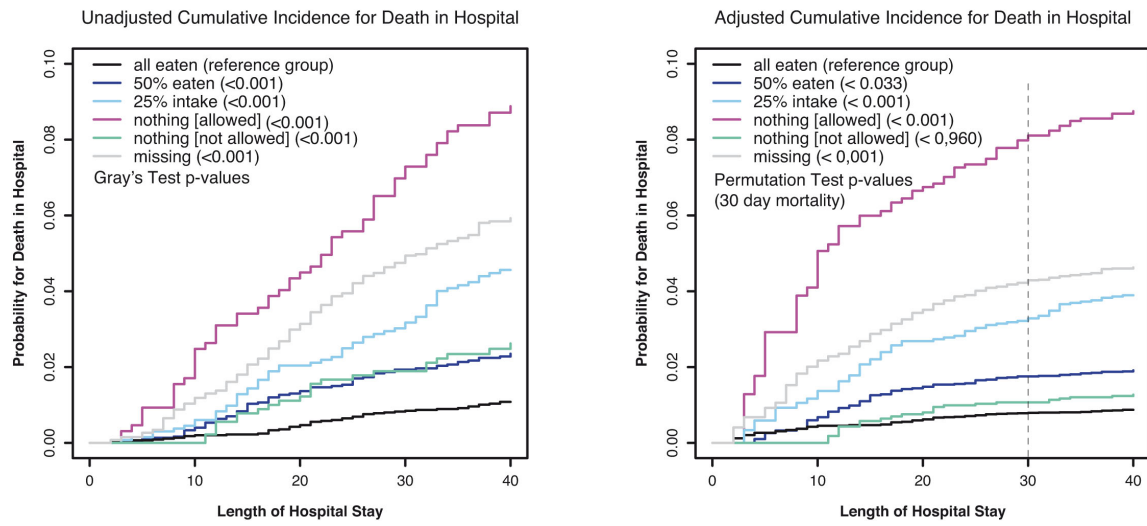 Unadjusted Cumulative Incidence for Death in Hospital
Probability for Death in Hospital
0.10
0.08
0.06
0.04
0.02
0.00
all eaten (reference group)
50% eaten (<0.001)
25% intake (<0.001)
nothing [allowed] (<0.001)
nothing [not allowed] (<0.001)
missing (<0.001)
Gray's Test p-values
0 10 20 30 40
Length of Hospital Stay
Adjusted Cumulative Incidence for Death in Hospital
Probability for Death in Hospital
0.10
0.08
0.06
0.04
0.02
0.00
all eaten (reference group)
50% eaten (< 0.033)
25% intake (< 0.001)
nothing [allowed] (< 0.001)
nothing [not allowed] (< 0,960)
missing (< 0,001)
Permutation Test p-values
(30 day mortality)
0 10 20 30 40
Length of Hospital Stay